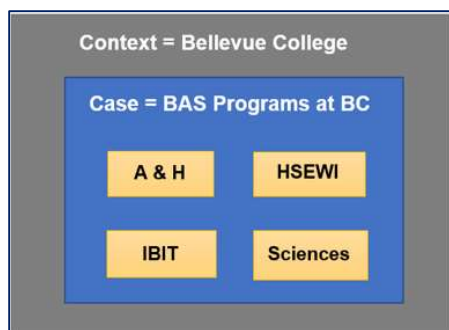 Context = Bellevue College
Case = BAS Programs at BC
A & H
HSEWI
IBIT
Sciences